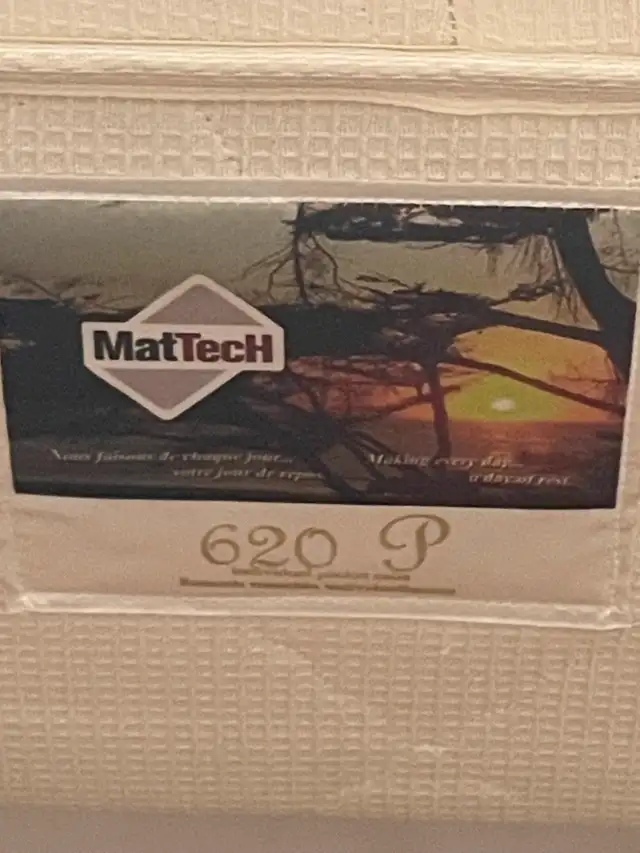 MatTecH
Nous faisons de chaque jour...
votre jour de repos
Making every day...
a day of rest
620 P